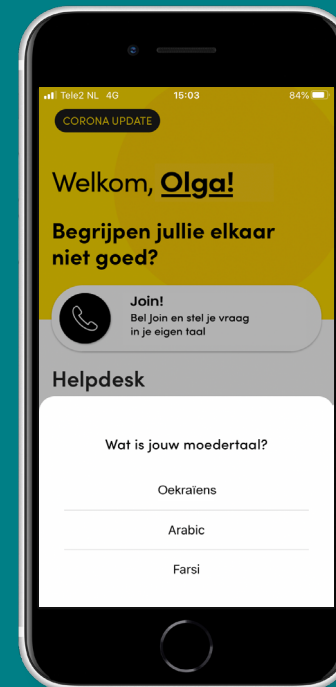 Tele2 NL 4G 15:03 84%
CORONA UPDATE
Welkom, Olga!
Begrijpen jullie elkaar
niet goed?
Join!
Bel Join en stel je vraag
in je eigen taal
Helpdesk
Wat is jouw moedertaal?
Oekraïens
Arabic
Farsi